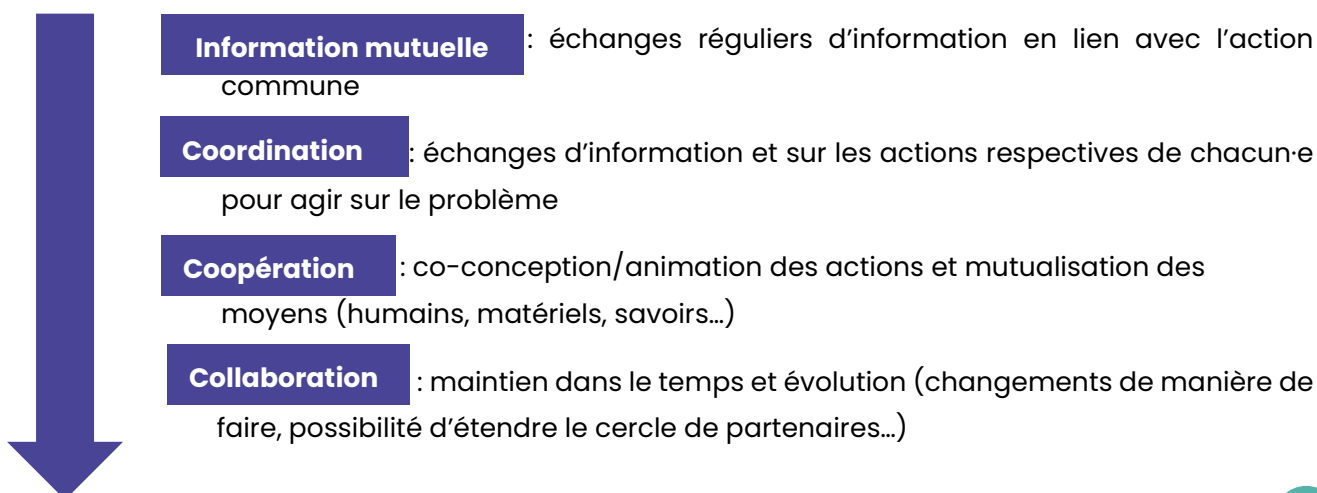 Information mutuelle : échanges réguliers d’information en lien avec l’action
commune
Coordination : échanges d’information et sur les actions respectives de chacun·e
pour agir sur le problème
Coopération : co-conception/animation des actions et mutualisation des
moyens (humains, matériels, savoirs…)
Collaboration : maintien dans le temps et évolution (changements de manière de
faire, possibilité d’étendre le cercle de partenaires…)